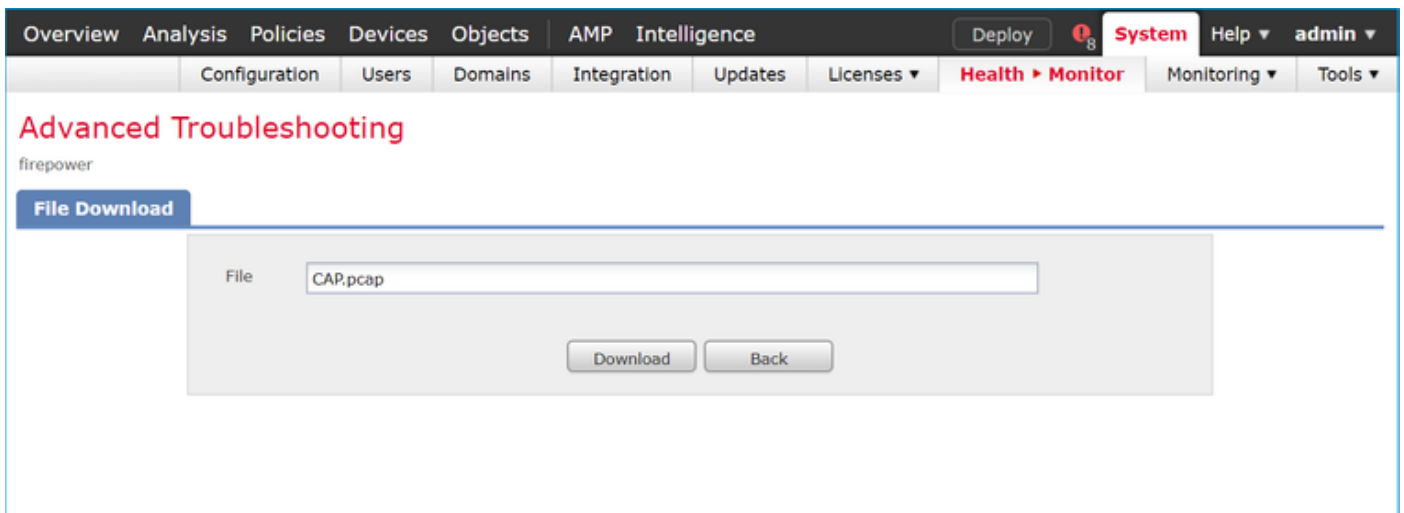 Overview Analysis Policies Devices Objects AMP Intelligence Deploy 8 System Help ▾ admin ▾
Configuration Users Domains Integration Updates Licenses ▾ Health ▸ Monitor Monitoring ▾ Tools ▾
Advanced Troubleshooting
firepower
File Download
File CAP.pcap
Download Back